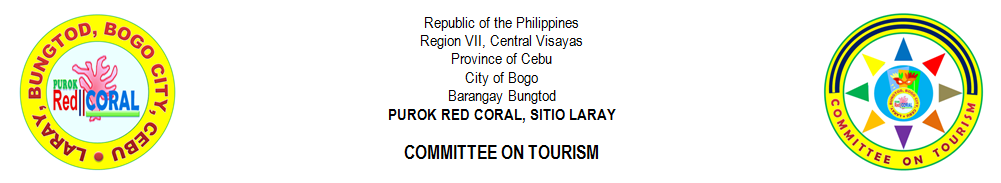 LARAY, BUNGTOD, BOGO CITY, CEBU
PUROK
Red CORAL
Republic of the Philippines
Region VII, Central Visayas
Province of Cebu
City of Bogo
Barangay Bungtod
PUROK RED CORAL, SITIO LARAY
COMMITTEE ON TOURISM
COMMITTEE ON TOURISM